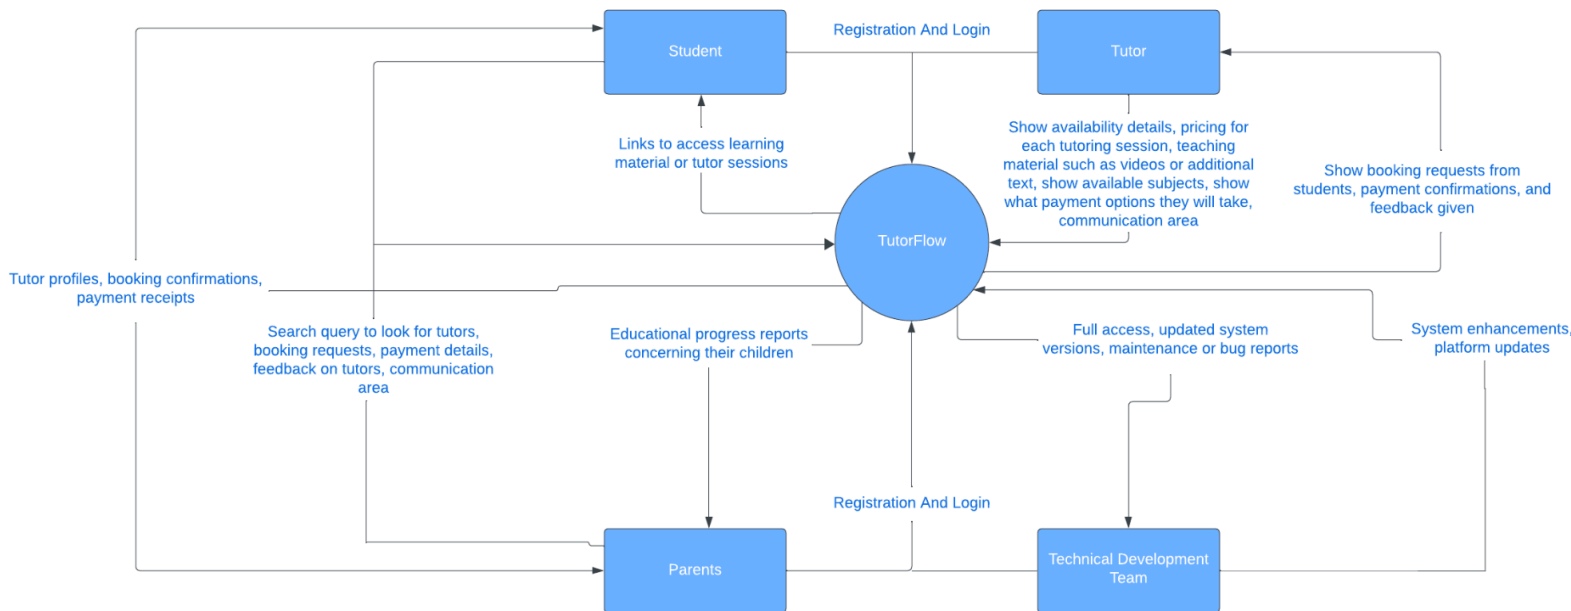 Registration And Login
Student
Tutor
Links to access learning
material or tutor sessions
Show availability details, pricing for
each tutoring session, teaching
material such as videos or additional
text, show available subjects, show
what payment options they will take,
communication area
Show booking requests from
students, payment confirmations, and
feedback given
TutorFlow
Tutor profiles, booking confirmations,
payment receipts
Search query to look for tutors,
booking requests, payment details,
feedback on tutors, communication
area
Educational progress reports
concerning their children
Full access, updated system
versions, maintenance or bug reports
System enhancements,
platform updates
Registration And Login
Parents
Technical Development
Team